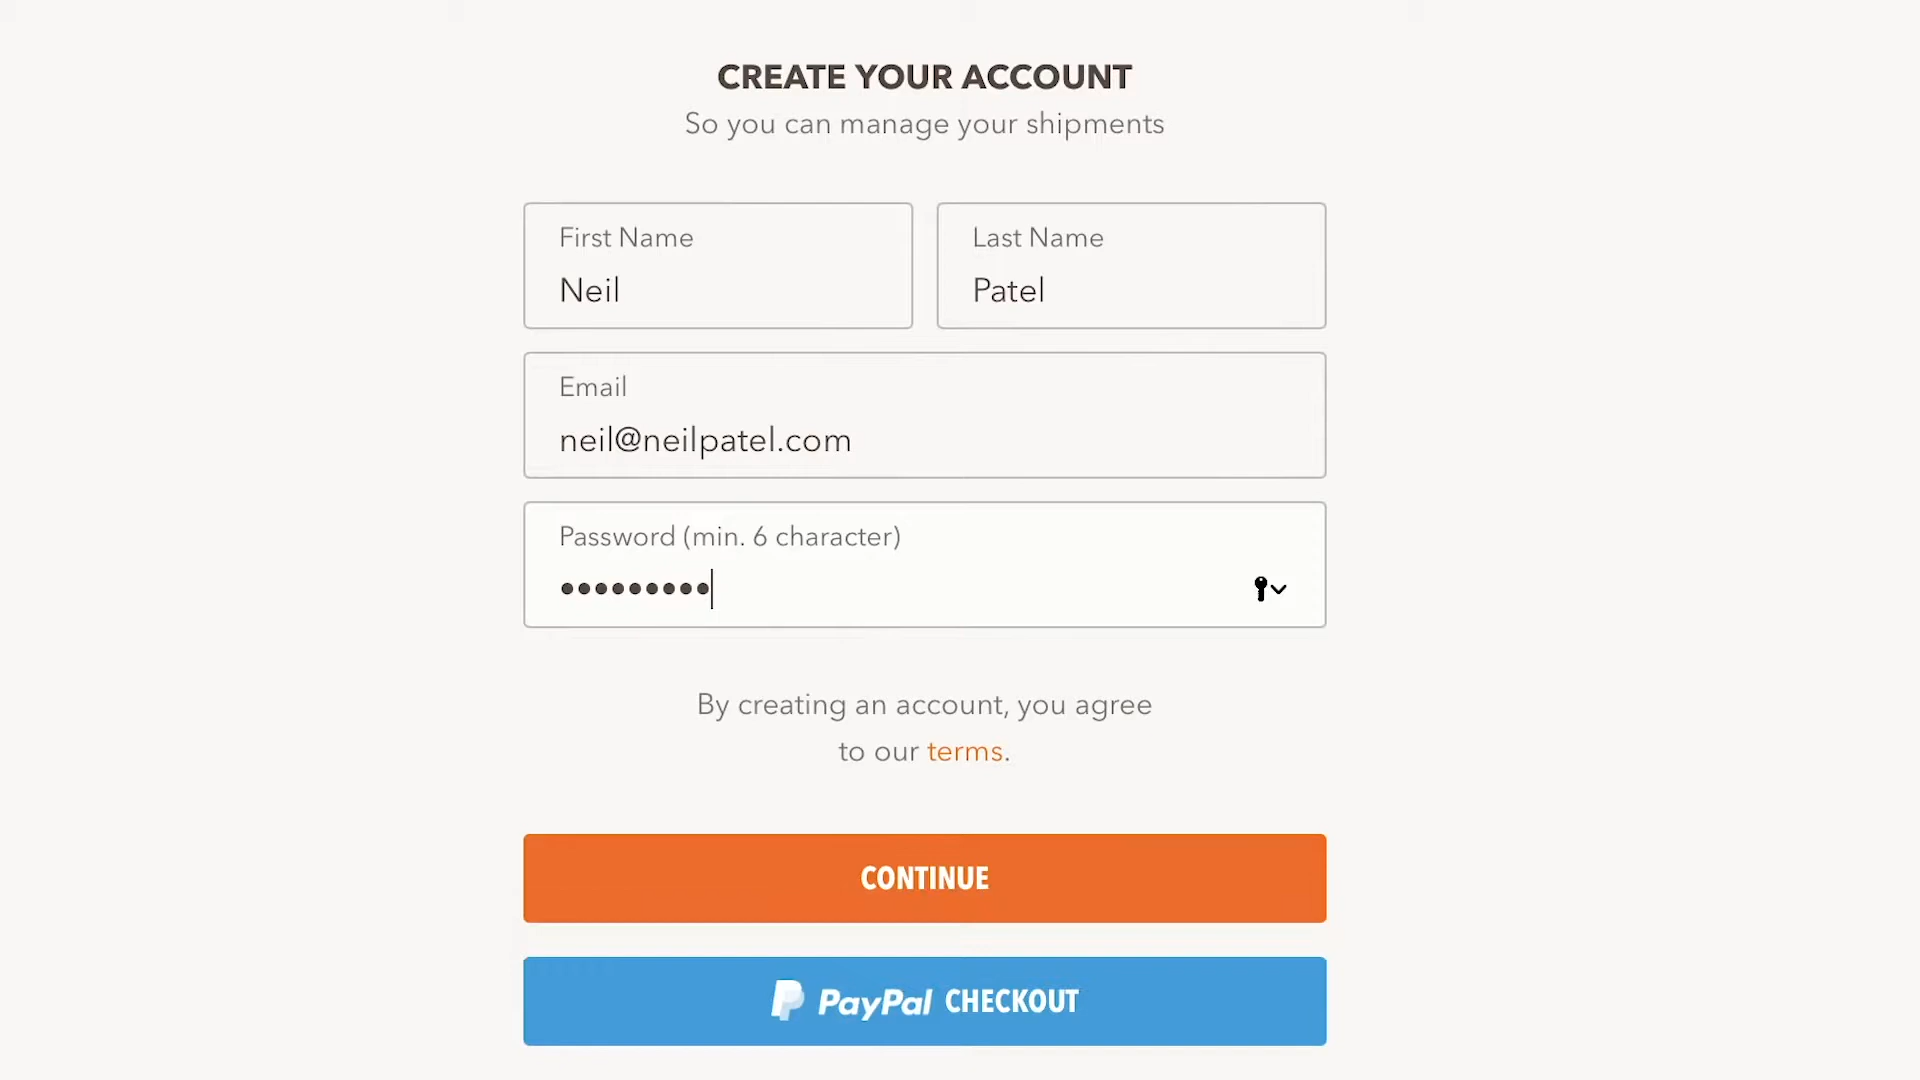 CREATE YOUR ACCOUNT
So you can manage your shipments
First Name
Last Name
Neil
Patel
Email
neil@neilpatel.com
Password (min. 6 character)
•••••••••
By creating an account, you agree
to our terms.
CONTINUE
PayPal CHECKOUT